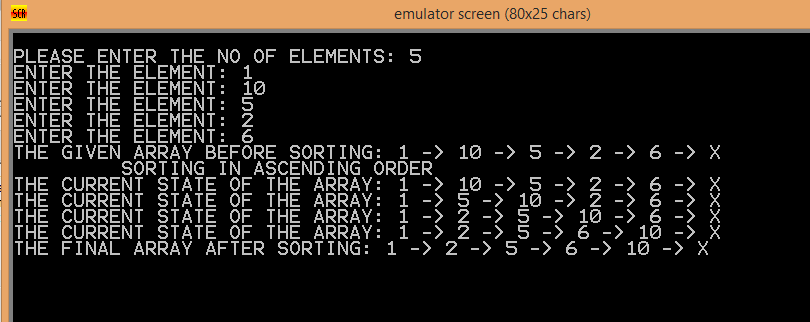 SCR emulator screen (80x25 chars)
PLEASE ENTER THE NO OF ELEMENTS: 5
ENTER THE ELEMENT: 1
ENTER THE ELEMENT: 10
ENTER THE ELEMENT: 5
ENTER THE ELEMENT: 2
ENTER THE ELEMENT: 6
THE GIVEN ARRAY BEFORE SORTING: 1 -> 10 -> 5 -> 2 -> 6 -> X
SORTING IN ASCENDING ORDER
THE CURRENT STATE OF THE ARRAY: 1 -> 10 -> 5 -> 2 -> 6 -> X
THE CURRENT STATE OF THE ARRAY: 1 -> 5 -> 10 -> 2 -> 6 -> X
THE CURRENT STATE OF THE ARRAY: 1 -> 2 -> 5 -> 10 -> 6 -> X
THE CURRENT STATE OF THE ARRAY: 1 -> 2 -> 5 -> 6 -> 10 -> X
THE FINAL ARRAY AFTER SORTING: 1 -> 2 -> 5 -> 6 -> 10 -> X